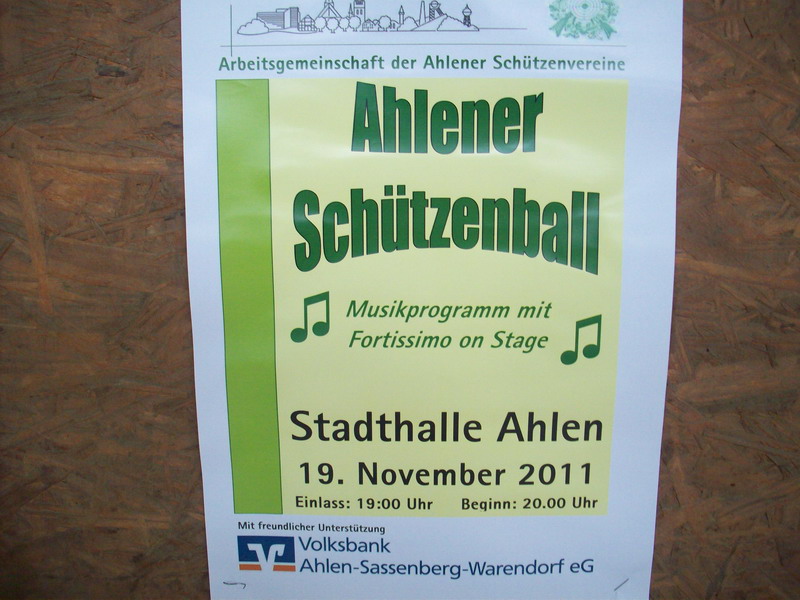 Arbeitsgemeinschaft der Ahlener Schützenvereine
Ahlener
Schützenball
Musikprogramm mit
Fortissimo on Stage
Stadthalle Ahlen
19. November 2011
Einlass: 19:00 Uhr Beginn: 20.00 Uhr
Mit freundlicher Unterstützung
Volksbank
Ahlen-Sassenberg-Warendorf eG